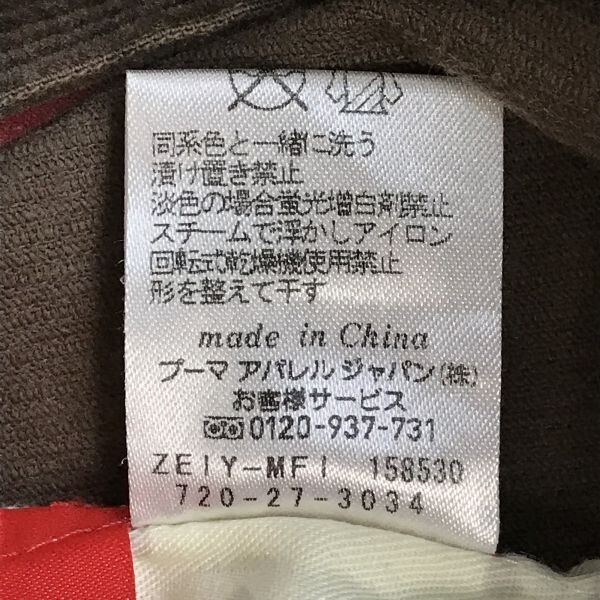 同系色と一緒に洗う
漬け置き禁止
淡色の場合蛍光増白剤禁止
スチームで浮かしアイロン
回転式乾燥機使用禁止
形を整えて干す
made in China
プーマ アパレル ジャパン(株)
お客様サービス
0120-937-731
ZEIY-MFI 158530
720-27-3034